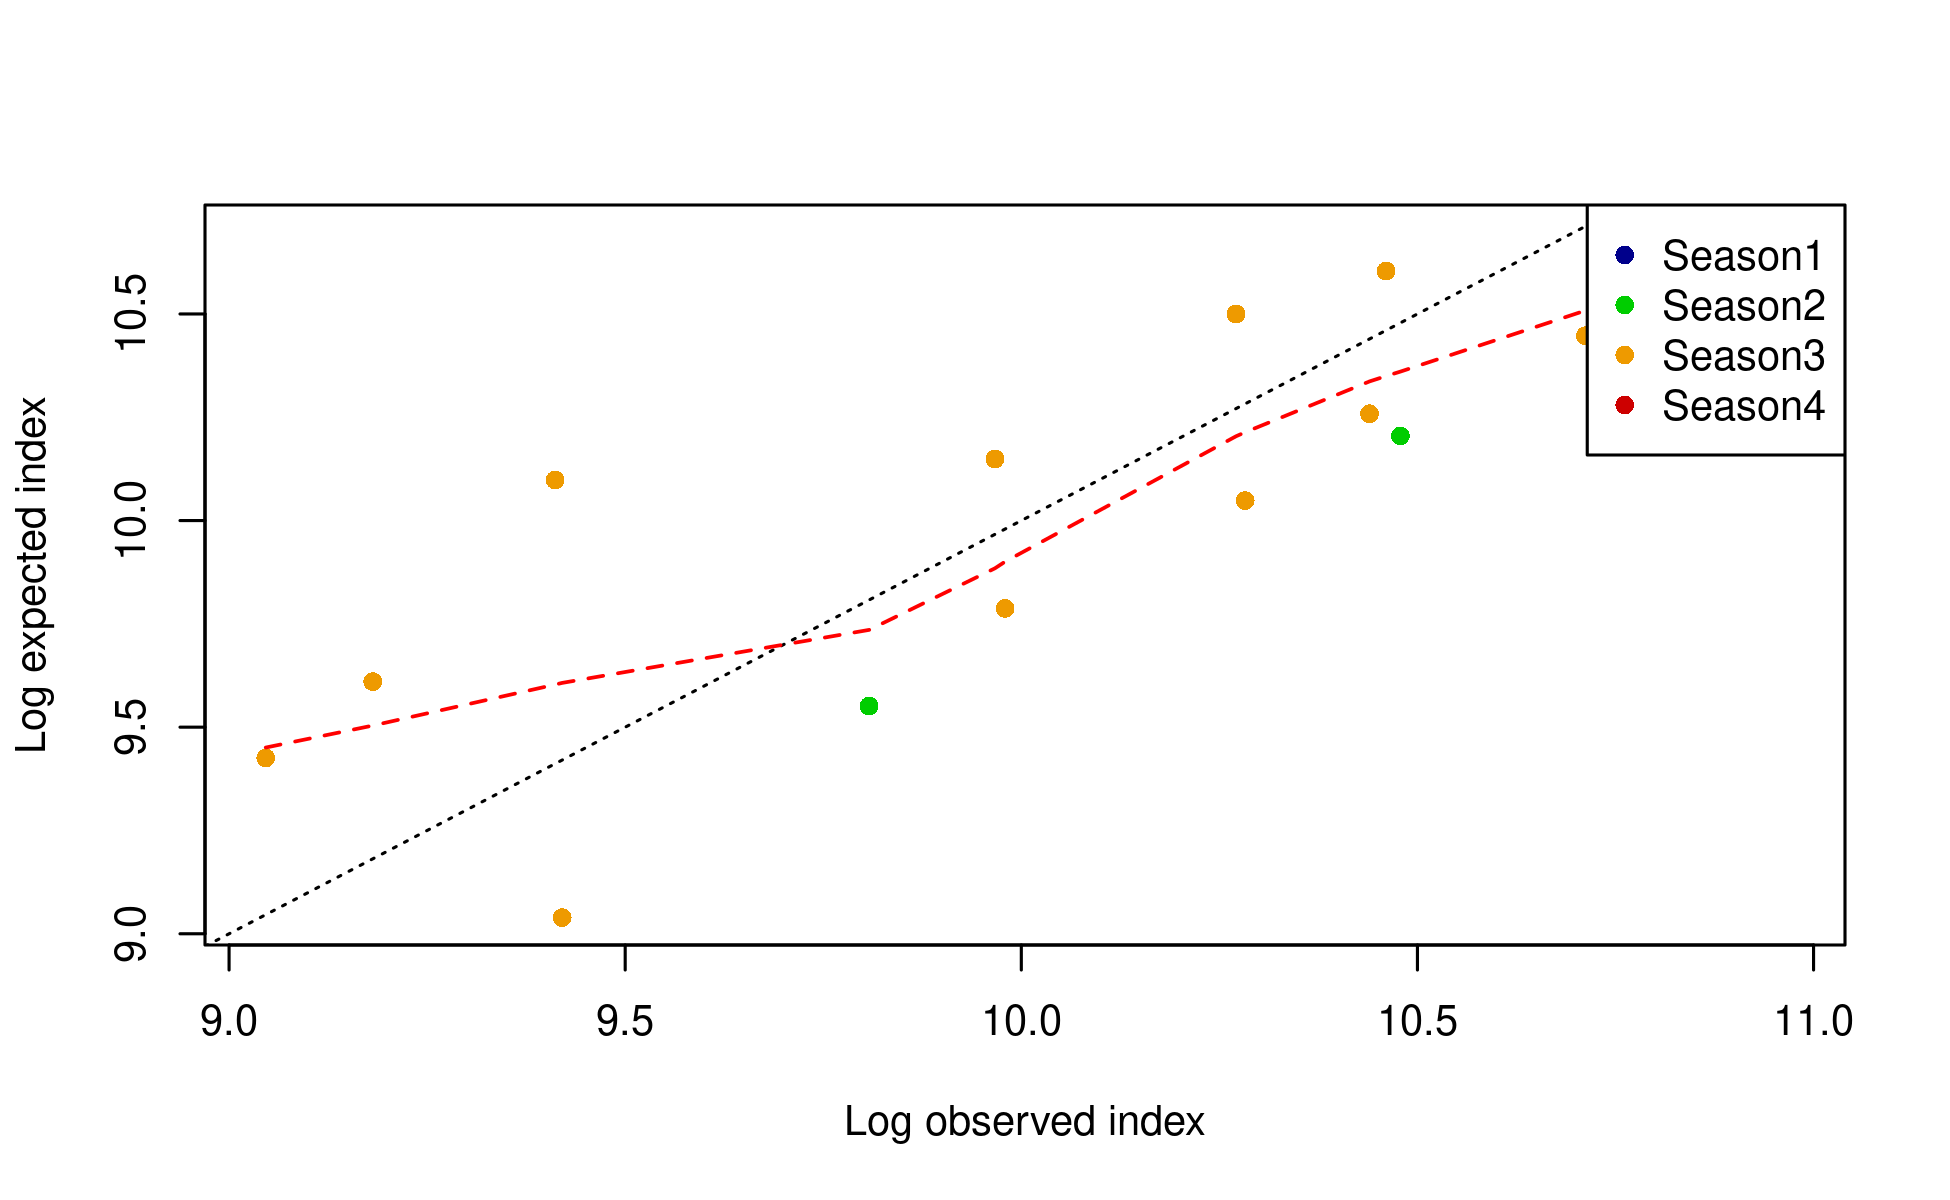 Season1
Season2
Season3
Season4
Log expected index
10.5
10.0
9.5
9.0
9.0 9.5 10.0 10.5 11.0
Log observed index